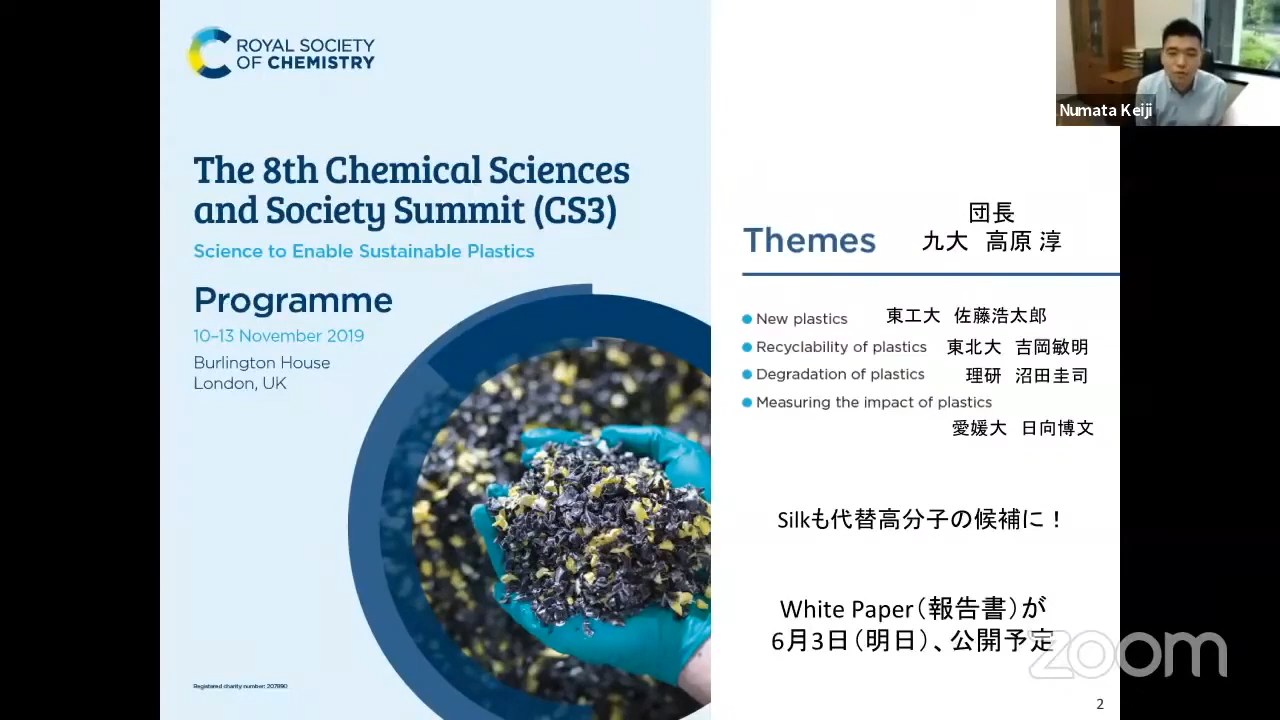 ROYAL SOCIETY
OF CHEMISTRY
The 8th Chemical Sciences
and Society Summit (CS3)
Science to Enable Sustainable Plastics
Programme
10–13 November 2019
Burlington House
London, UK
Registered charity number: 207890
Numata Keiji
団長
Themes 九大 高原 淳
New plastics 東工大 佐藤浩太郎
Recyclability of plastics 東北大 吉岡敏明
Degradation of plastics 理研 沼田圭司
Measuring the impact of plastics
愛媛大 日向博文
Silkも代替高分子の候補に！
White Paper（報告書）が
6月3日（明日）、公開予定
zoom
2